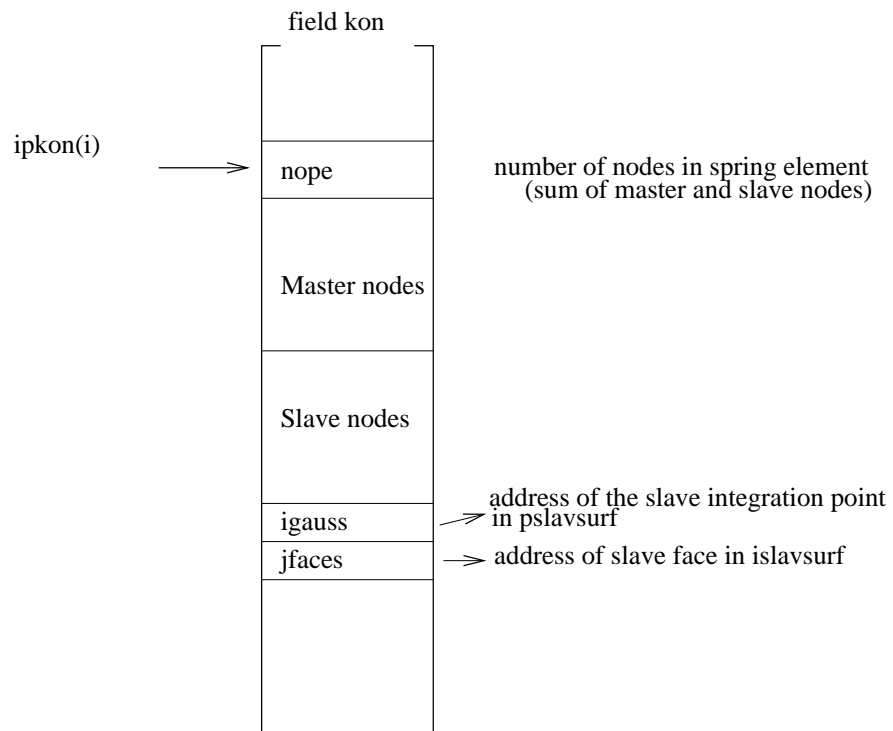 field kon
ipkon(i)
nope
number of nodes in spring element
(sum of master and slave nodes)
Master nodes
Slave nodes
igauss
address of the slave integration point
in pslavsurf
jfaces
address of slave face in islavsurf